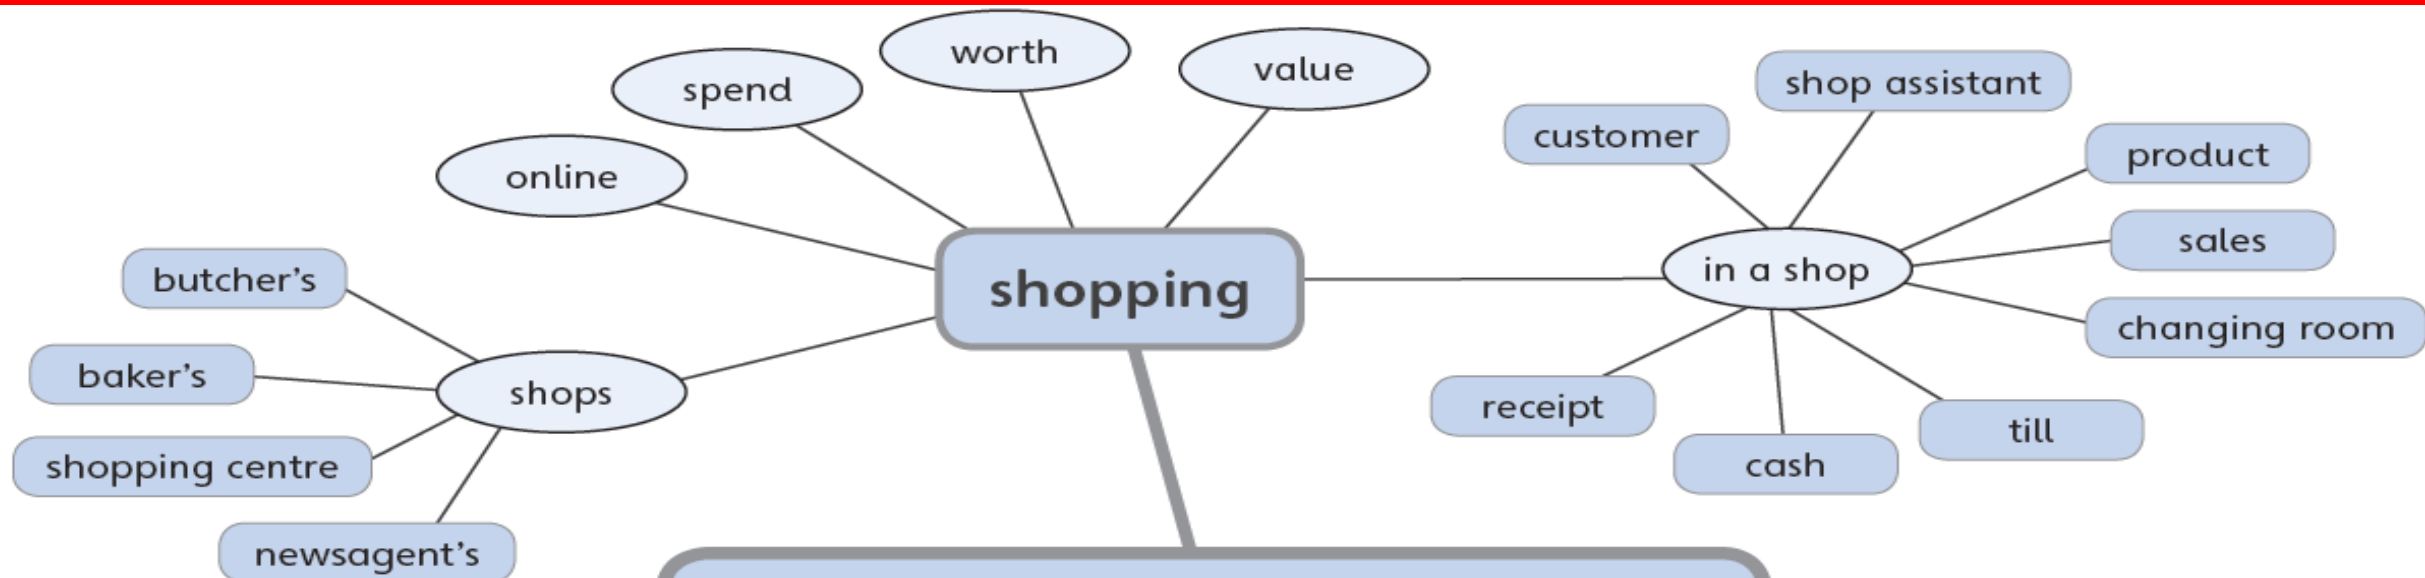 worth
value
spend
shop assistant
customer
product
online
sales
butcher’s
shopping
in a shop
changing room
baker’s
shops
receipt
till
shopping centre
cash
newsagent’s